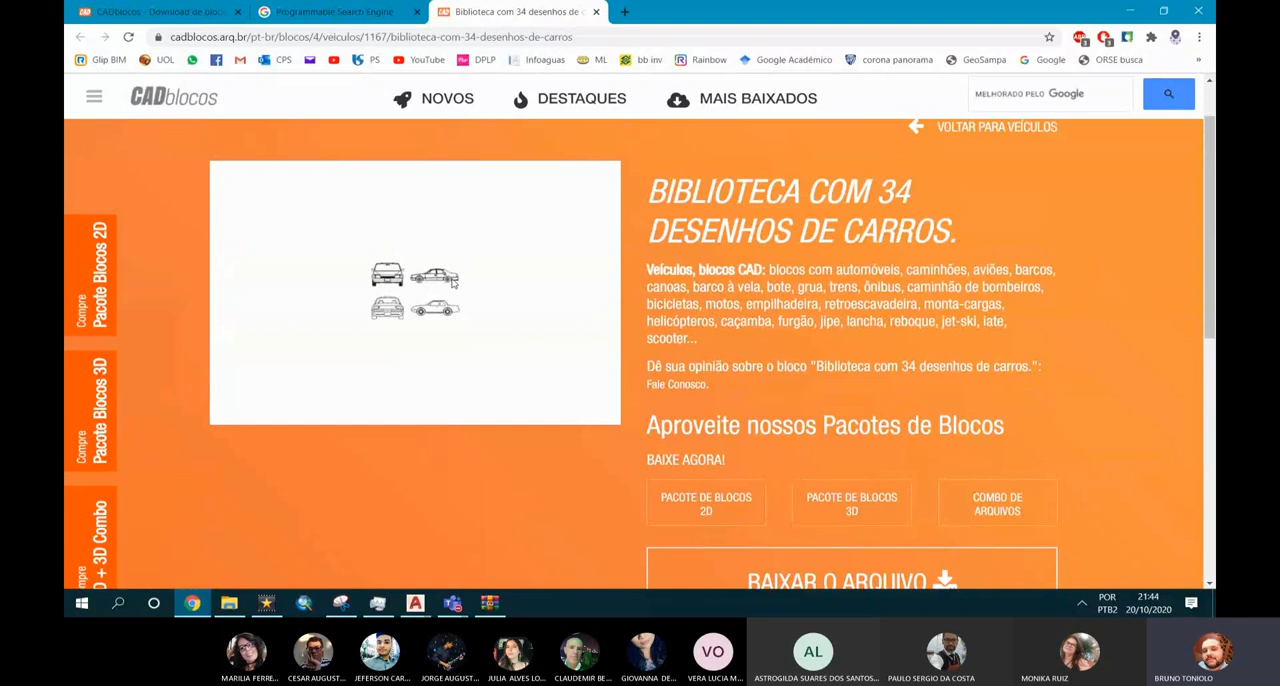 CADblocos - Download de bloc
Programmable Search Engine
Biblioteca com 34 desenhos de c
cadblocos.arq.br/pt-br/blocos/4/veiculos/1167/biblioteca-com-34-desenhos-de-carros
Glip BIM UOL CPS PS YouTube DPLP Infoaguas ML bb inv Rainbow Google Acadêmico corona panorama GeoSampa Google ORSE busca
CADblocos NOVOS DESTAQUES MAIS BAIXADOS MELHORADO PELO Google
VOLTAR PARA VEÍCULOS
BIBLIOTECA COM 34
DESENHOS DE CARROS.
Veículos, blocos CAD: blocos com automóveis, caminhões, aviões, barcos,
canoas, barco à vela, bote, grua, trens, ônibus, caminhão de bombeiros,
bicicletas, motos, empilhadeira, retroescavadeira, monta-cargas,
helicópteros, caçamba, furgão, jipe, lancha, reboque, jet-ski, iate,
scooter...
Dê sua opinião sobre o bloco "Biblioteca com 34 desenhos de carros.":
Fale Conosco.
Aproveite nossos Pacotes de Blocos
BAIXE AGORA!
PACOTE DE BLOCOS
2D
PACOTE DE BLOCOS
3D
COMBO DE
ARQUIVOS
BAIXAR O ARQUIVO
Compre
Pacote Blocos 2D
Compre
Pacote Blocos 3D
D + 3D Combo
POR
PTB2
21:44
20/10/2020
VO
AL
MARILIA FERRE...
CESAR AUGUST...
JEFERSON CAR...
JORGE AUGUST...
JULIA ALVES LO...
CLAUDEMIR BE...
GIOVANNA DE...
VERA LUCIA M...
ASTROGILDA SUARES DOS SANTOS...
PAULO SERGIO DA COSTA
MONIKA RUIZ
BRUNO TONIOLO